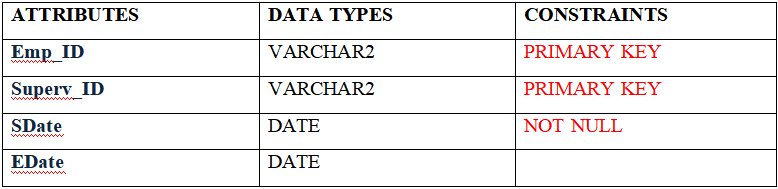 ATTRIBUTES DATA TYPES CONSTRAINTS
Emp_ID VARCHAR2 PRIMARY KEY
Superv_ID VARCHAR2 PRIMARY KEY
SDate DATE NOT NULL
EDate DATE